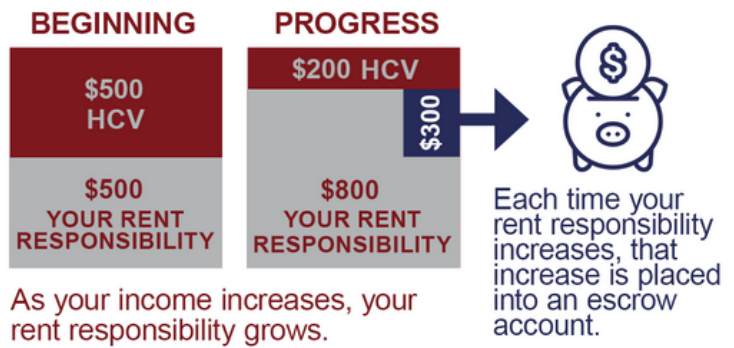 BEGINNING
$500
HCV
$500
YOUR RENT
RESPONSIBILITY
PROGRESS
$200 HCV
$300
$800
YOUR RENT
RESPONSIBILITY
$
Each time your
rent responsibility
increases, that
increase is placed
into an escrow
account.
As your income increases, your
rent responsibility grows.